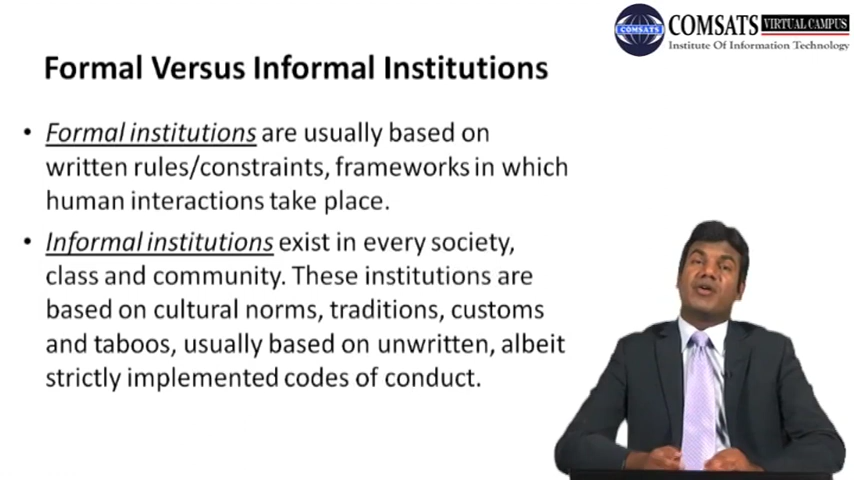 COMSATS
COMSATS VIRTUAL CAMPUS
Institute Of Information Technology
Formal Versus Informal Institutions
• Formal institutions are usually based on
written rules/constraints, frameworks in which
human interactions take place.
• Informal institutions exist in every society,
class and community. These institutions are
based on cultural norms, traditions, customs
and taboos, usually based on unwritten, albeit
strictly implemented codes of conduct.